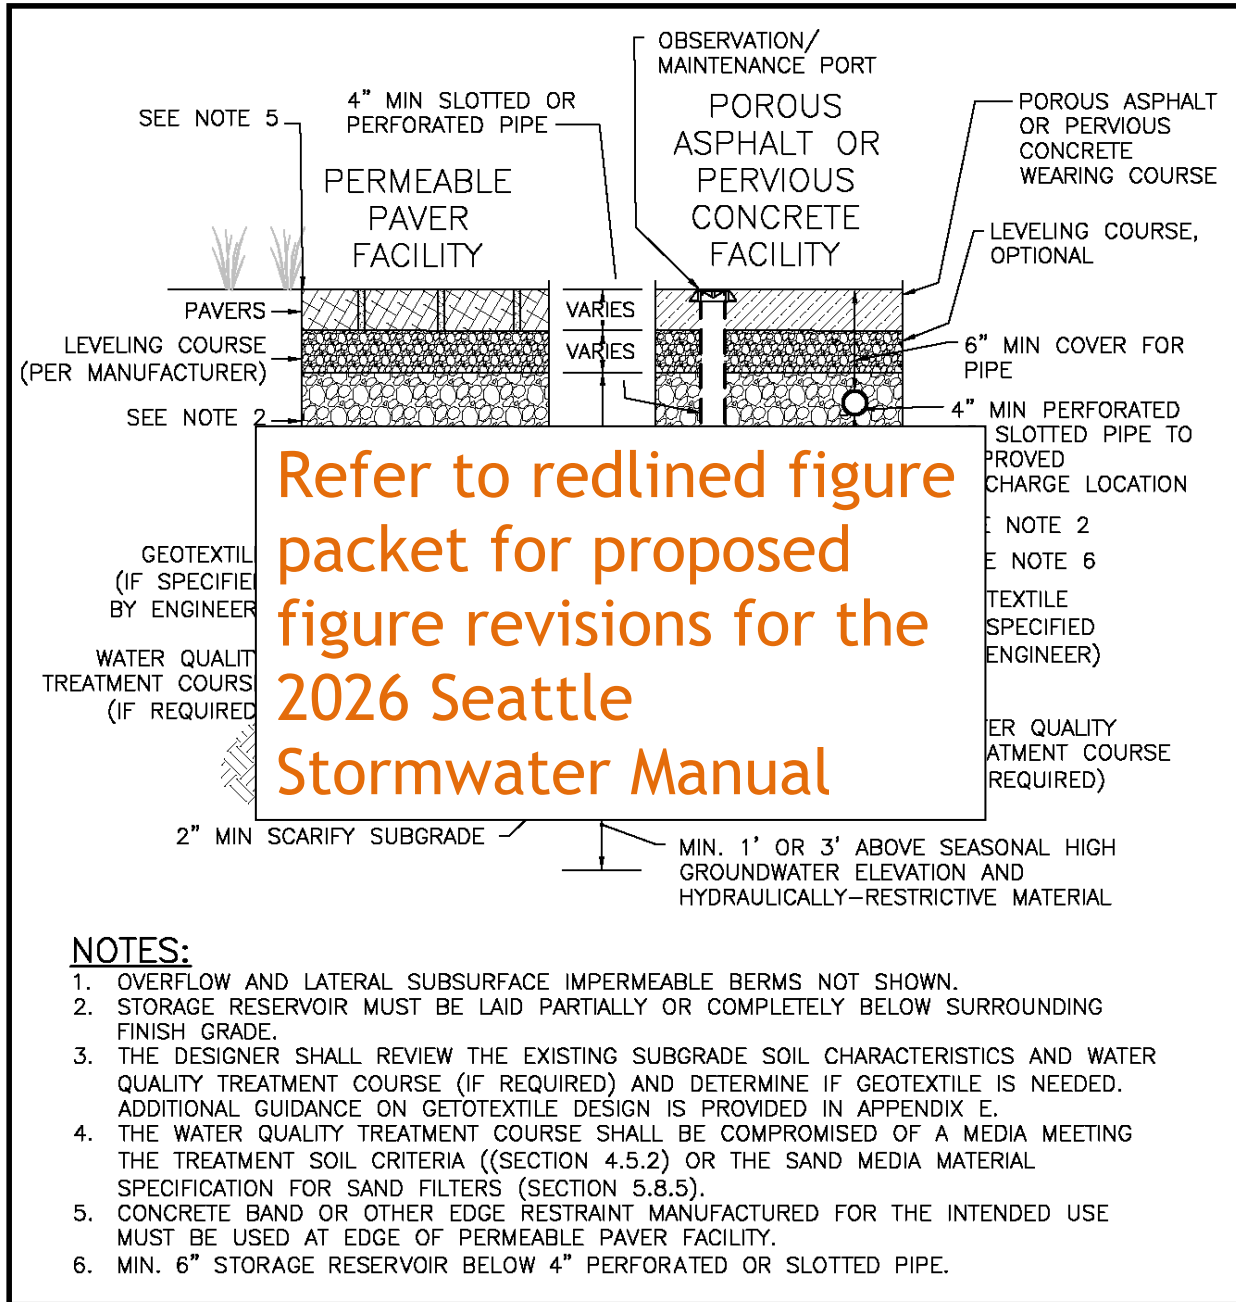 OBSERVATION/
MAINTENANCE PORT
4” MIN SLOTTED OR
PERFORATED PIPE
SEE NOTE 5
POROUS
ASPHALT OR
PERVIOUS
CONCRETE
FACILITY
POROUS ASPHALT
OR PERVIOUS
CONCRETE
WEARING COURSE
PERMEABLE
PAVER
FACILITY
LEVELING COURSE,
OPTIONAL
PAVERS
VARIES
LEVELING COURSE
(PER MANUFACTURER)
VARIES
6” MIN COVER FOR
PIPE
SEE NOTE 2
4” MIN PERFORATED
SLOTTED PIPE TO
PROVED
CHARGE LOCATION
Refer to redlined figure
packet for proposed
figure revisions for the
2026 Seattle
Stormwater Manual
NOTE 2
NOTE 6
GEOTEXTIL
(IF SPECIFIE
BY ENGINEER
TEXTILE
SPECIFIED
ENGINEER)
WATER QUALIT
TREATMENT COURS
(IF REQUIRED
ER QUALITY
ATMENT COURSE
REQUIRED)
2” MIN SCARIFY SUBGRADE
MIN. 1’ OR 3’ ABOVE SEASONAL HIGH
GROUNDWATER ELEVATION AND
HYDRAULICALLY–RESTRICTIVE MATERIAL
NOTES:
1. OVERFLOW AND LATERAL SUBSURFACE IMPERMEABLE BERMS NOT SHOWN.
2. STORAGE RESERVOIR MUST BE LAID PARTIALLY OR COMPLETELY BELOW SURROUNDING
FINISH GRADE.
3. THE DESIGNER SHALL REVIEW THE EXISTING SUBGRADE SOIL CHARACTERISTICS AND WATER
QUALITY TREATMENT COURSE (IF REQUIRED) AND DETERMINE IF GEOTEXTILE IS NEEDED.
ADDITIONAL GUIDANCE ON GETOTEXTILE DESIGN IS PROVIDED IN APPENDIX E.
4. THE WATER QUALITY TREATMENT COURSE SHALL BE COMPROMISED OF A MEDIA MEETING
THE TREATMENT SOIL CRITERIA ((SECTION 4.5.2) OR THE SAND MEDIA MATERIAL
SPECIFICATION FOR SAND FILTERS (SECTION 5.8.5).
5. CONCRETE BAND OR OTHER EDGE RESTRAINT MANUFACTURED FOR THE INTENDED USE
MUST BE USED AT EDGE OF PERMEABLE PAVER FACILITY.
6. MIN. 6” STORAGE RESERVOIR BELOW 4” PERFORATED OR SLOTTED PIPE.